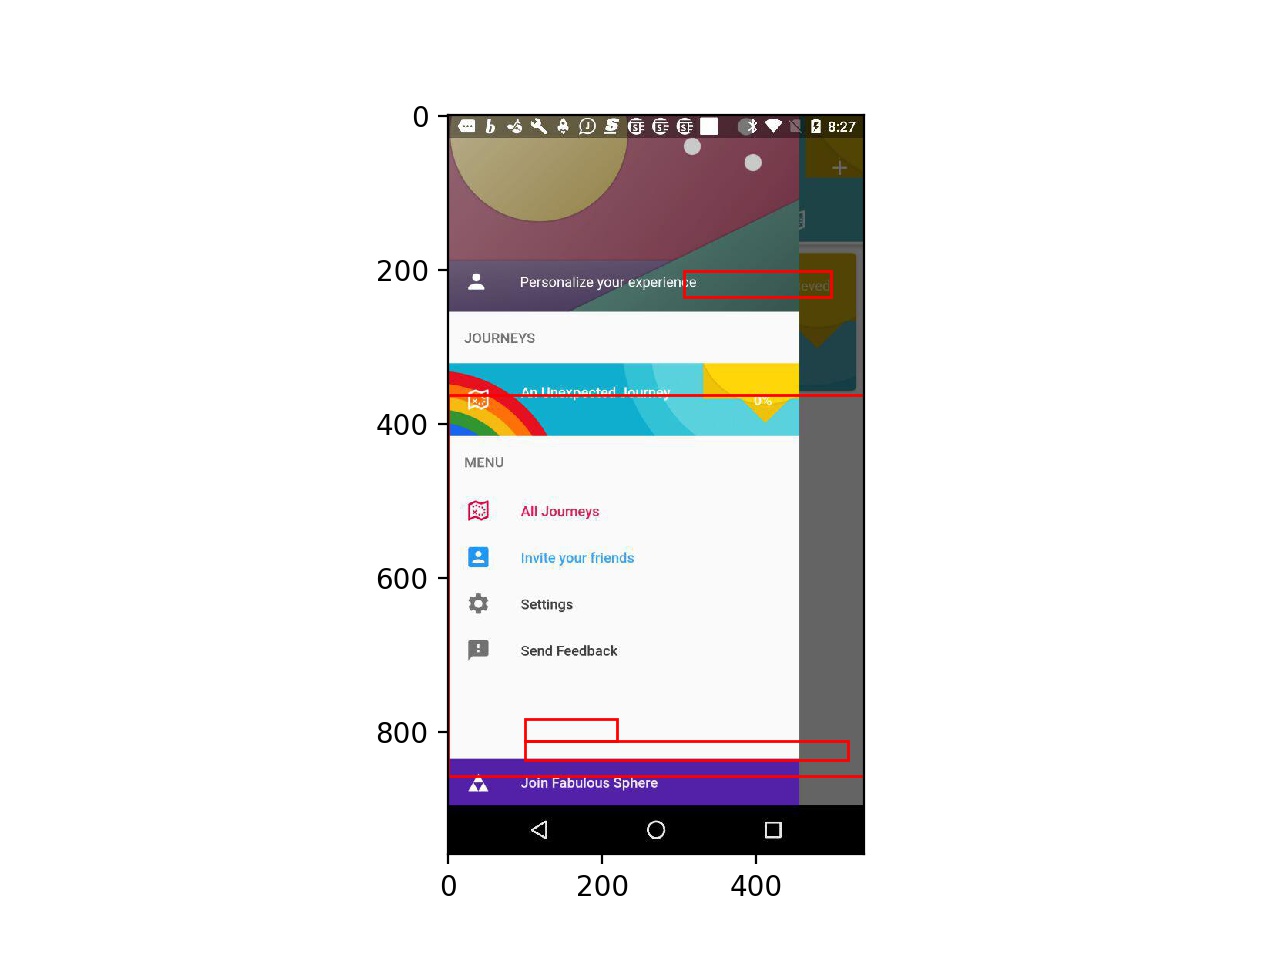 0
8:27
200
Personalize your experience
eved
JOURNEYS
An Unexpected Journey
0%
400
MENU
All Journeys
Invite your friends
600
Settings
Send Feedback
800
Join Fabulous Sphere
0 200 400